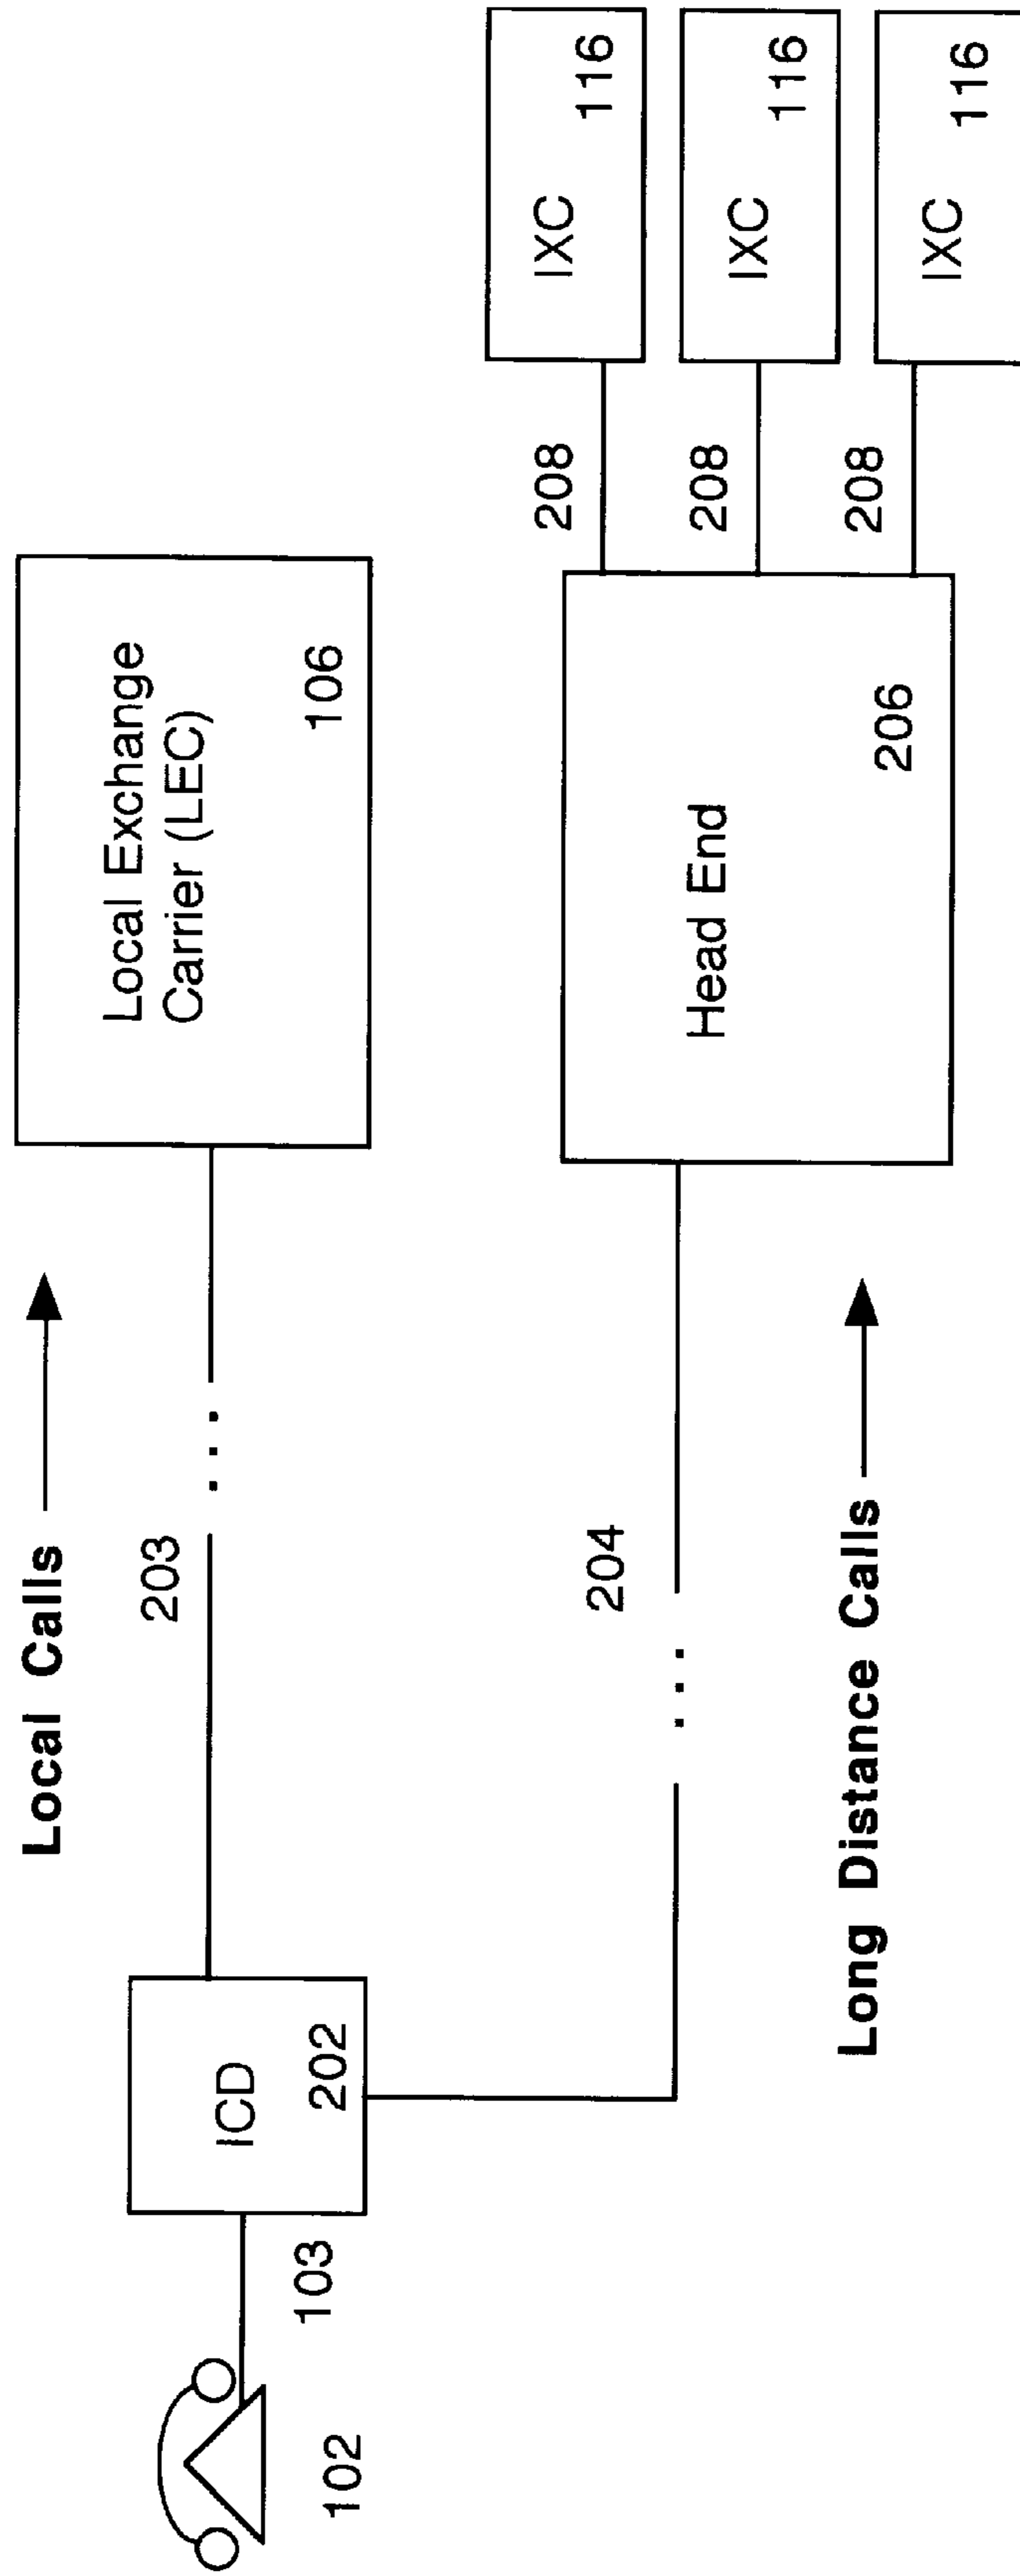 Local Calls
203
...
Local Exchange
Carrier (LEC)
106
ICD
202
103
102
204
...
Head End
206
208
208
208
IXC
116
IXC
116
IXC
116
Long Distance Calls